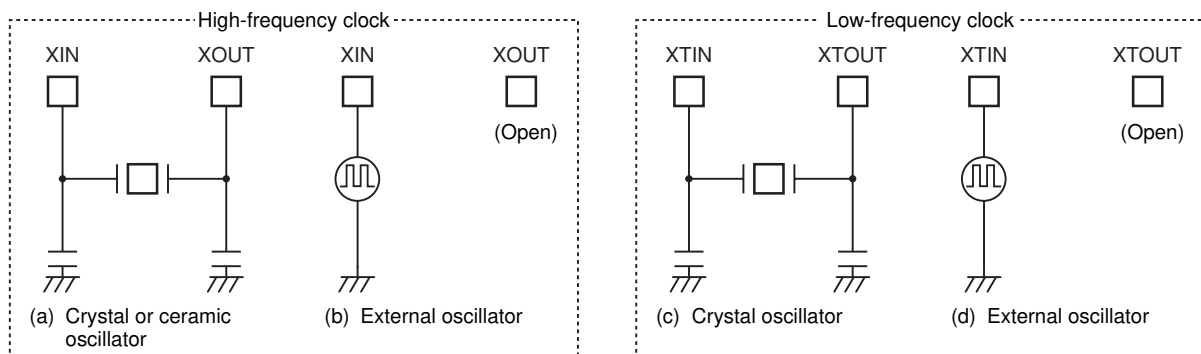 High-frequency clock
XIN XOUT XIN XOUT
(Open)
(a) Crystal or ceramic
oscillator
(b) External oscillator
Low-frequency clock
XTIN XTOUT XTIN XTOUT
(Open)
(c) Crystal oscillator
(d) External oscillator